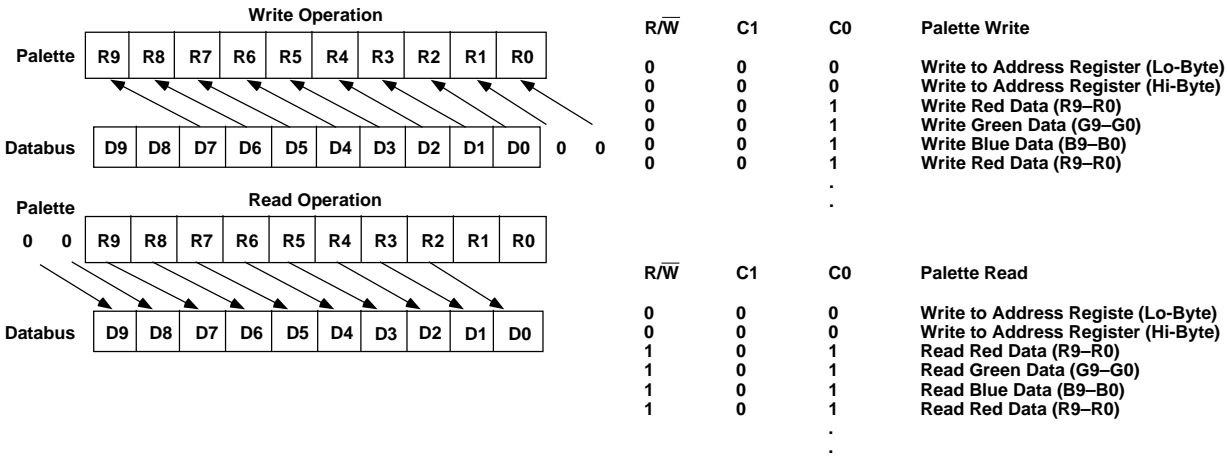 Write Operation
Palette R9 R8 R7 R6 R5 R4 R3 R2 R1 R0
Databus D9 D8 D7 D6 D5 D4 D3 D2 D1 D0 0 0
Read Operation
Palette
0 0 R9 R8 R7 R6 R5 R4 R3 R2 R1 R0
Databus D9 D8 D7 D6 D5 D4 D3 D2 D1 D0
R/W̅ C1 C0 Palette Write
0 0 0 Write to Address Register (Lo-Byte)
0 0 0 Write to Address Register (Hi-Byte)
0 0 1 Write Red Data (R9–R0)
0 0 1 Write Green Data (G9–G0)
0 0 1 Write Blue Data (B9–B0)
0 0 1 Write Red Data (R9–R0)
.
.
R/W̅ C1 C0 Palette Read
0 0 0 Write to Address Registe (Lo-Byte)
0 0 0 Write to Address Register (Hi-Byte)
1 0 1 Read Red Data (R9–R0)
1 0 1 Read Green Data (G9–G0)
1 0 1 Read Blue Data (B9–B0)
1 0 1 Read Red Data (R9–R0)
.
.